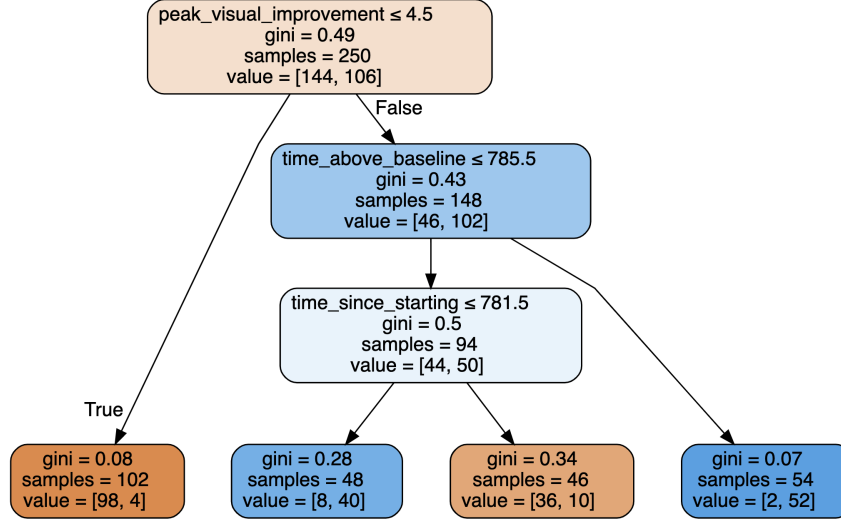 peak_visual_improvement ≤ 4.5
gini = 0.49
samples = 250
value = [144, 106]
False
time_above_baseline ≤ 785.5
gini = 0.43
samples = 148
value = [46, 102]
time_since_starting ≤ 781.5
gini = 0.5
samples = 94
value = [44, 50]
True
gini = 0.08
samples = 102
value = [98, 4]
gini = 0.28
samples = 48
value = [8, 40]
gini = 0.34
samples = 46
value = [36, 10]
gini = 0.07
samples = 54
value = [2, 52]